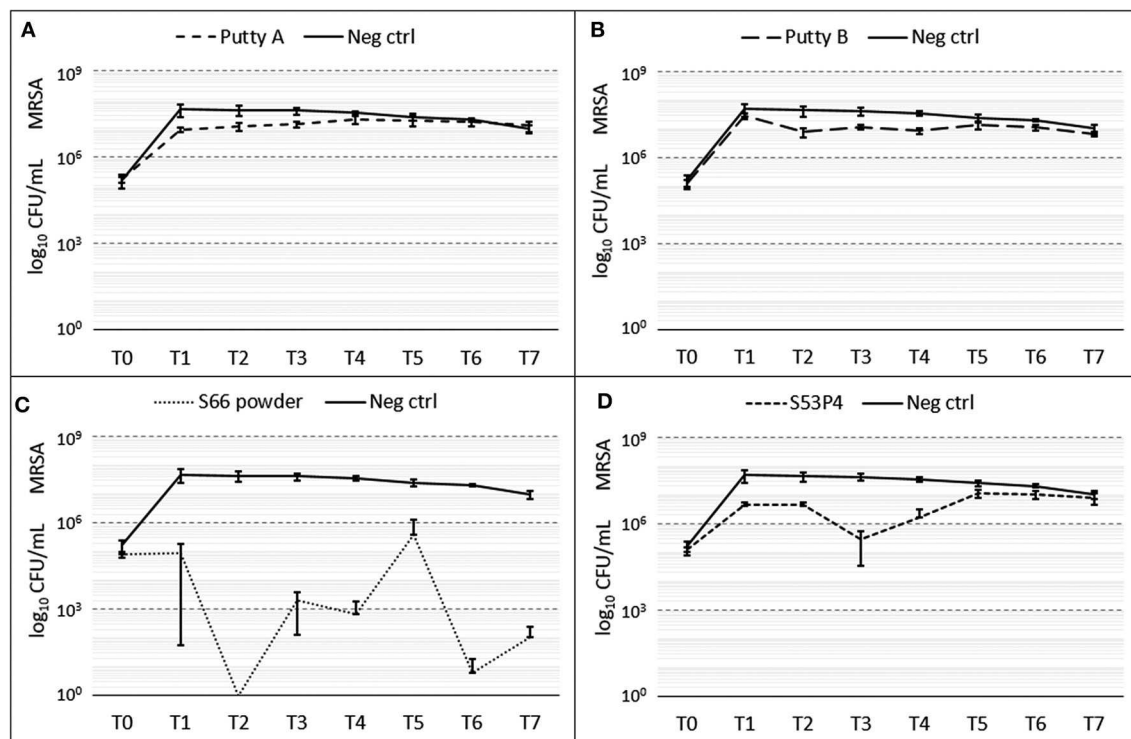 A
Putty A Neg ctrl
log₁₀ CFU/mL MRSA
10⁹
10⁶
10³
10⁰
T0 T1 T2 T3 T4 T5 T6 T7
B
Putty B Neg ctrl
log₁₀ CFU/mL MRSA
10⁹
10⁶
10³
10⁰
T0 T1 T2 T3 T4 T5 T6 T7
C
S66 powder Neg ctrl
log₁₀ CFU/mL MRSA
10⁹
10⁶
10³
10⁰
T0 T1 T2 T3 T4 T5 T6 T7
D
S53P4 Neg ctrl
log₁₀ CFU/mL MRSA
10⁹
10⁶
10³
10⁰
T0 T1 T2 T3 T4 T5 T6 T7